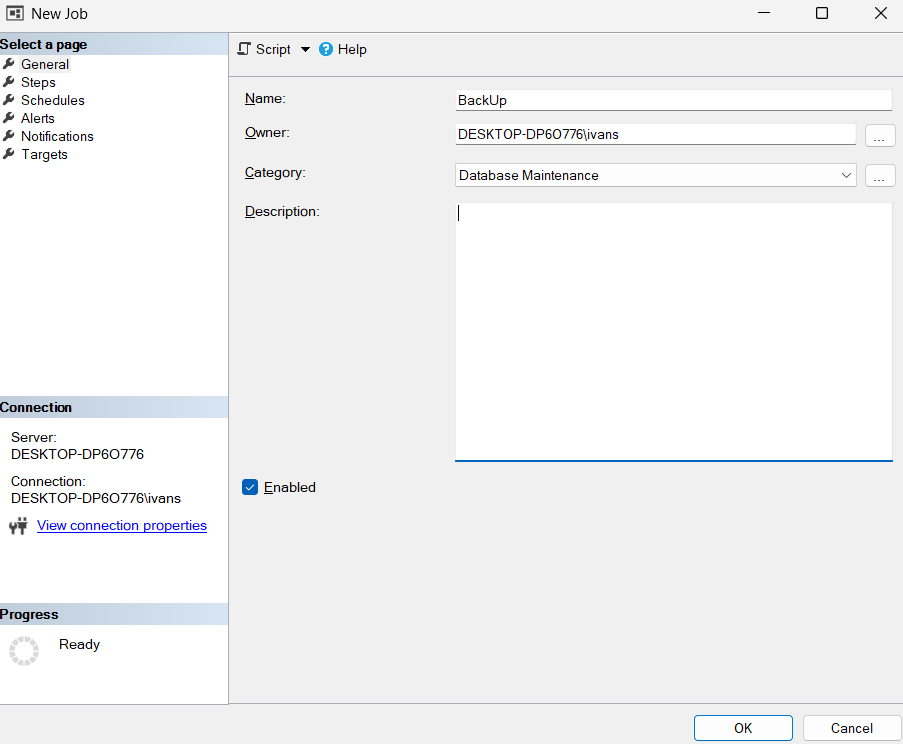 New Job
Select a page
General
Steps
Schedules
Alerts
Notifications
Targets
Script
Help
Name:
BackUp
Owner:
DESKTOP-DP6O776\ivans
...
Category:
Database Maintenance
...
Description:
Enabled
Connection
Server:
DESKTOP-DP6O776
Connection:
DESKTOP-DP6O776\ivans
View connection properties
Progress
Ready
OK
Cancel